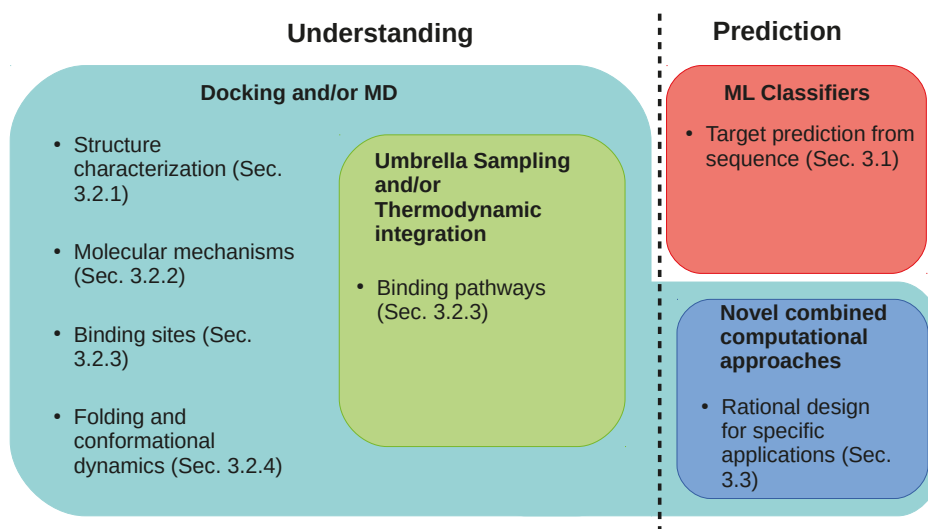 Understanding
Prediction
Docking and/or MD
• Structure
characterization (Sec.
3.2.1)
• Molecular mechanisms
(Sec. 3.2.2)
• Binding sites (Sec.
3.2.3)
• Folding and
conformational
dynamics (Sec. 3.2.4)
Umbrella Sampling
and/or
Thermodynamic
integration
• Binding pathways
(Sec. 3.2.3)
ML Classifiers
• Target prediction from
sequence (Sec. 3.1)
Novel combined
computational
approaches
• Rational design
for specific
applications (Sec.
3.3)